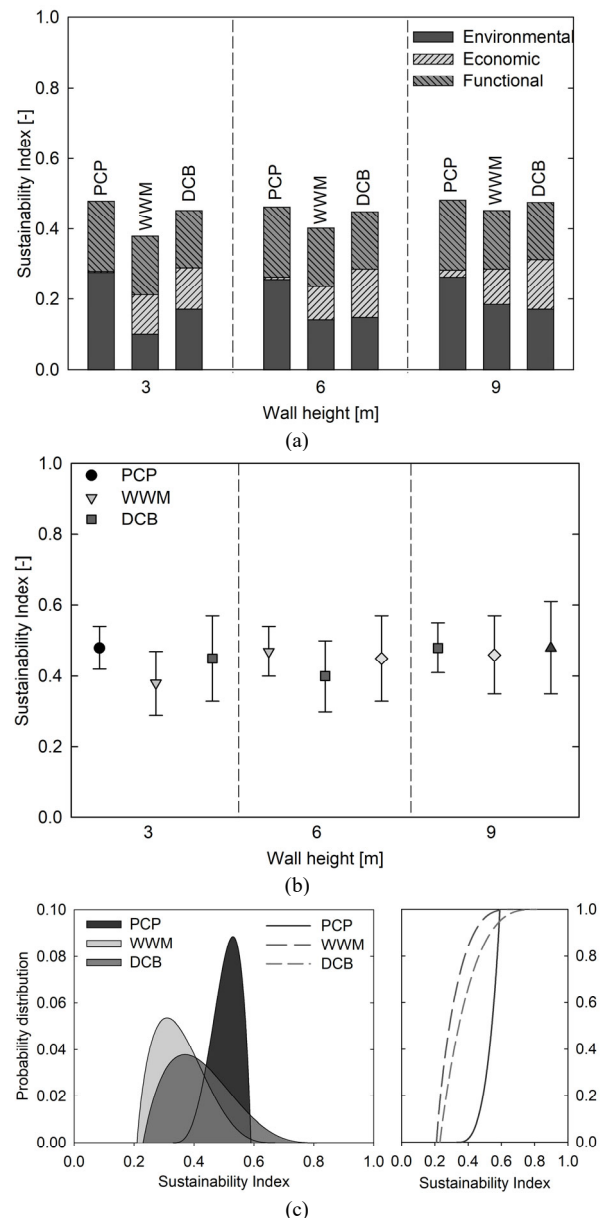 1.0
0.8
0.6
0.4
0.2
0.0
Sustainability Index [-]
Environmental
Economic
Functional
PCP
WWM
DCB
PCP
WWM
DCB
PCP
WWM
DCB
3
6
9
Wall height [m]
(a)
1.0
0.8
0.6
0.4
0.2
0.0
Sustainability Index [-]
PCP
WWM
DCB
3
6
9
Wall height [m]
(b)
0.10
0.08
0.06
0.04
0.02
0.00
Probability distribution
PCP
WWM
DCB
PCP
WWM
DCB
0.0 0.2 0.4 0.6 0.8 1.0
Sustainability Index
1.0
0.8
0.6
0.4
0.2
0.0
0.0 0.2 0.4 0.6 0.8 1.0
Sustainability Index
(c)